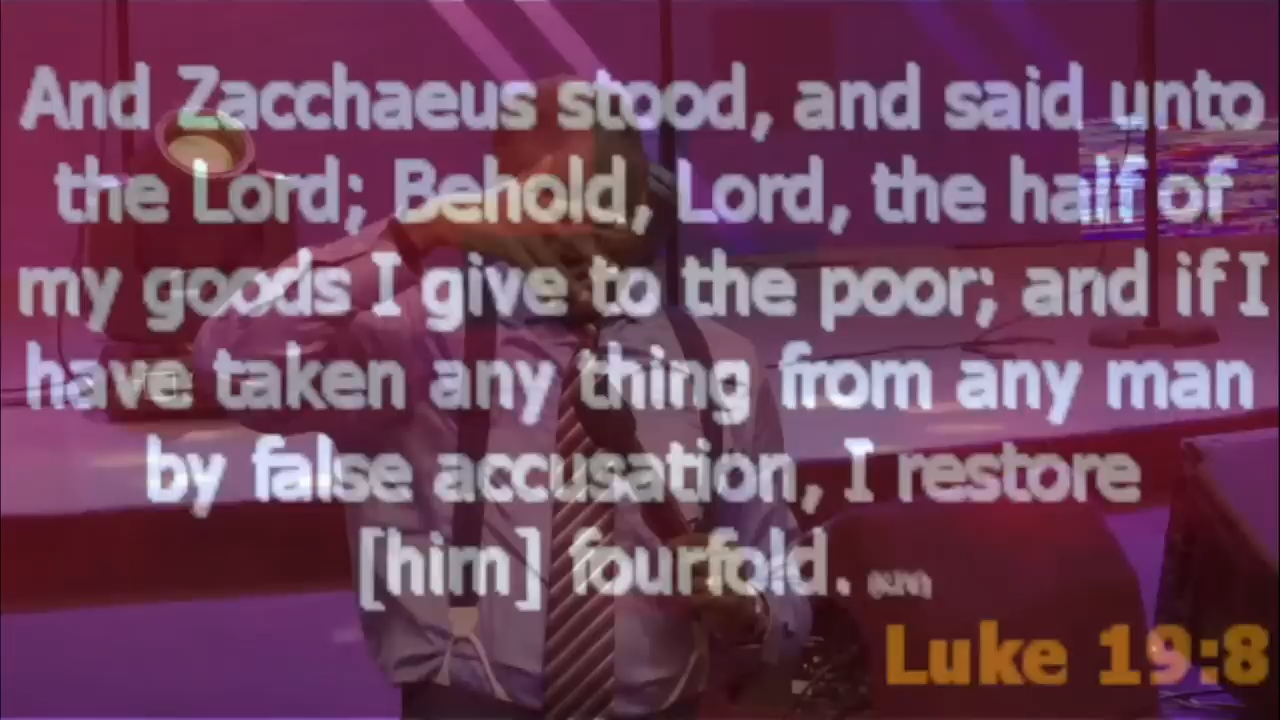 And Zacchaeus stood, and said unto
the Lord; Behold, Lord, the half of
my goods I give to the poor; and if I
have taken any thing from any man
by false accusation, I restore
[him] fourfold. (KJV)
Luke 19:8